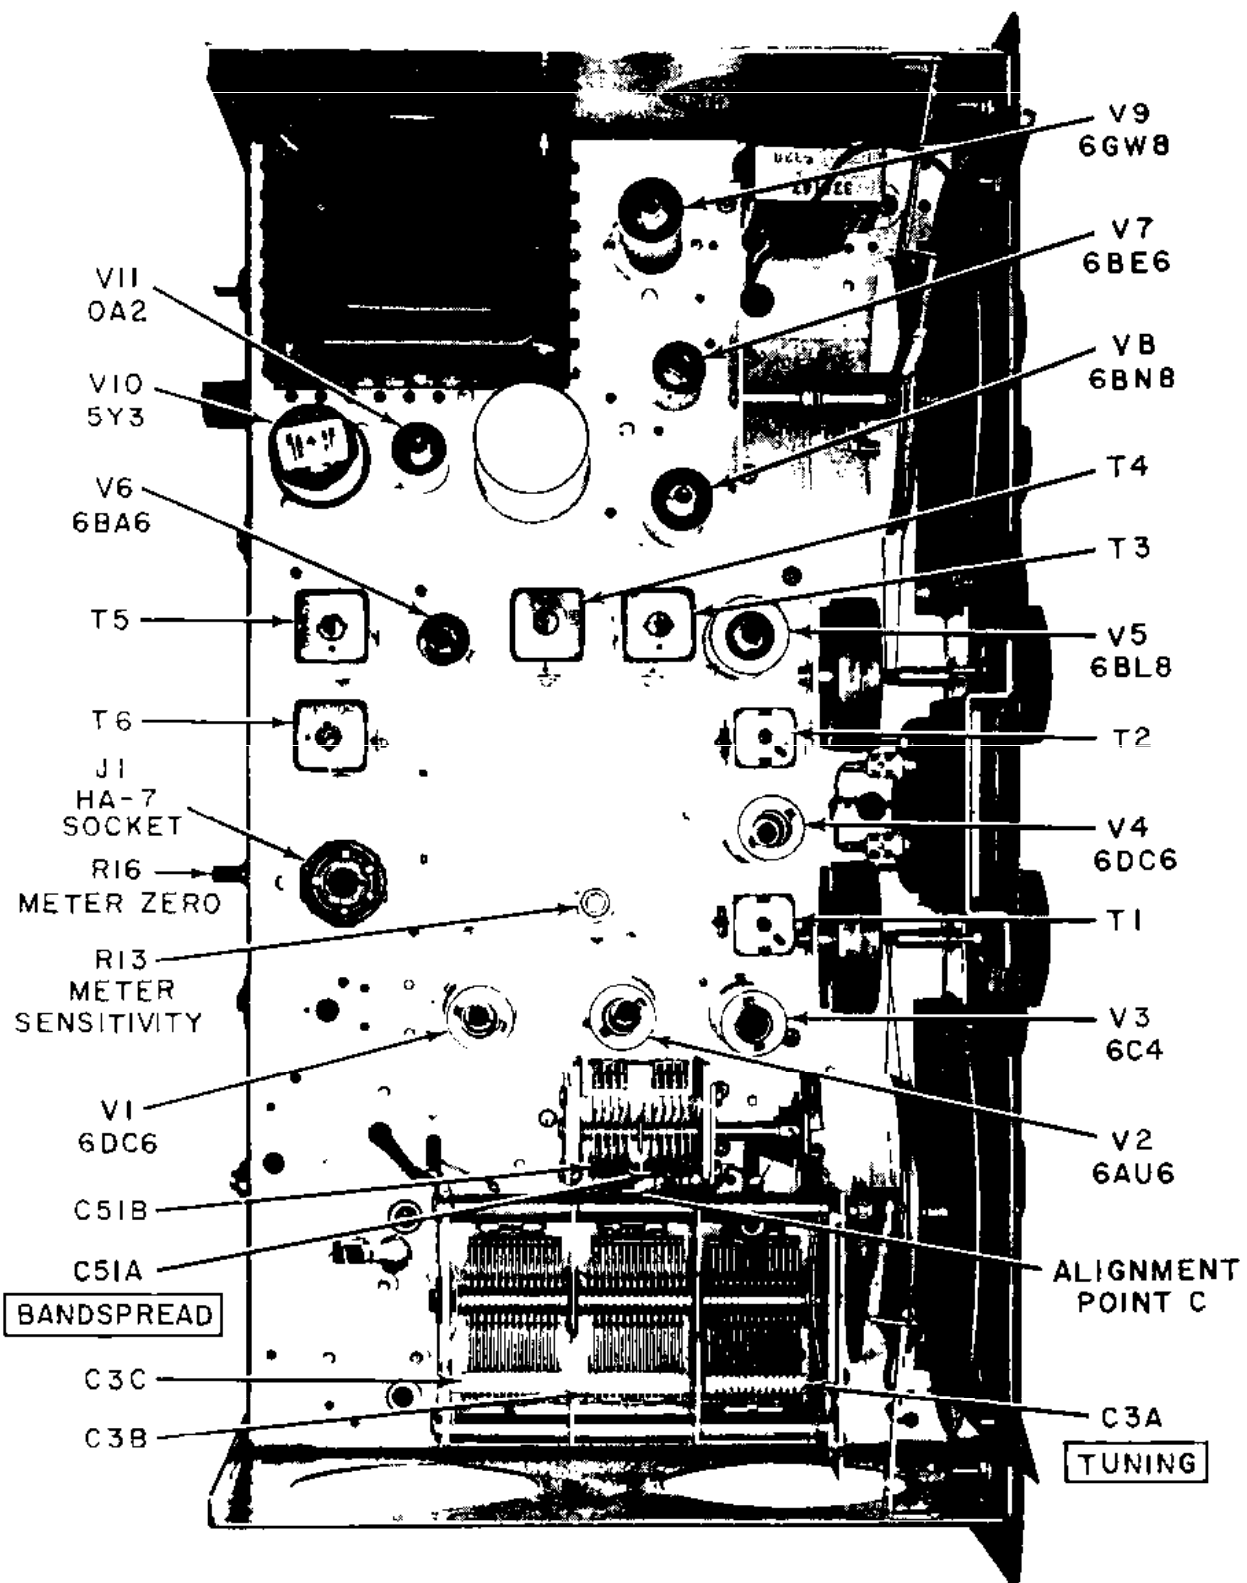 V9
6GW8
V7
6BE6
V8
6BN8
T4
T3
V5
6BL8
T2
V4
6DC6
T1
V3
6C4
V2
6AU6
ALIGNMENT
POINT C
C3A
TUNING
V11
OA2
V10
5Y3
V6
6BA6
T5
T6
J1
HA-7
SOCKET
R16
METER ZERO
R13
METER
SENSITIVITY
V1
6DC6
C51B
C51A
BANDSPREAD
C3C
C3B